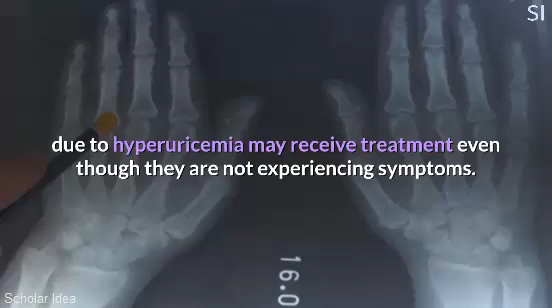 SI
due to hyperuricemia may receive treatment even
though they are not experiencing symptoms.
16.0
Scholar Idea